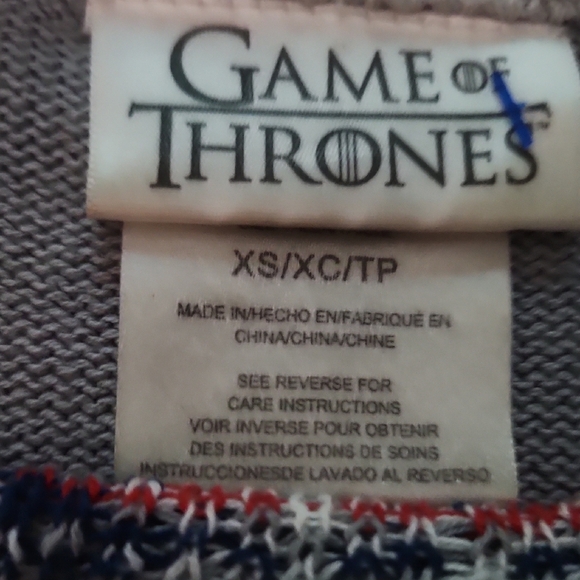 GAME OF
THRONES
XS/XC/TP
MADE IN/HECHO EN/FABRIQUÉ EN
CHINA/CHINA/CHINE
SEE REVERSE FOR
CARE INSTRUCTIONS
VOIR INVERSE POUR OBTENIR
DES INSTRUCTIONS DE SOINS
INSTRUCCIONESDE LAVADO AL REVERSO